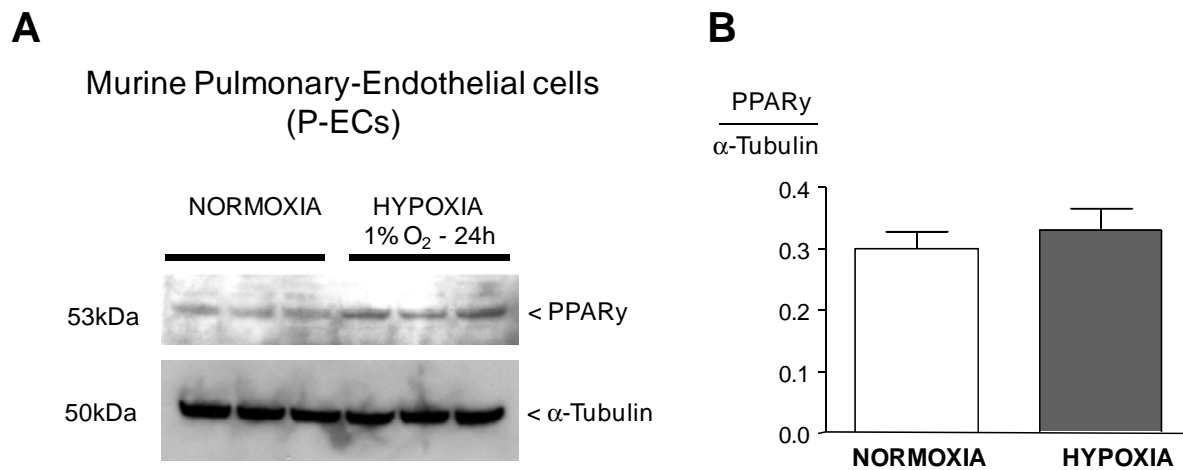 A
Murine Pulmonary-Endothelial cells
(P-ECs)
NORMOXIA
HYPOXIA
1% O₂ - 24h
53kDa
< PPARy
50kDa
< α-Tubulin
B
PPARy
α-Tubulin
0.4
0.3
0.2
0.1
0.0
NORMOXIA
HYPOXIA